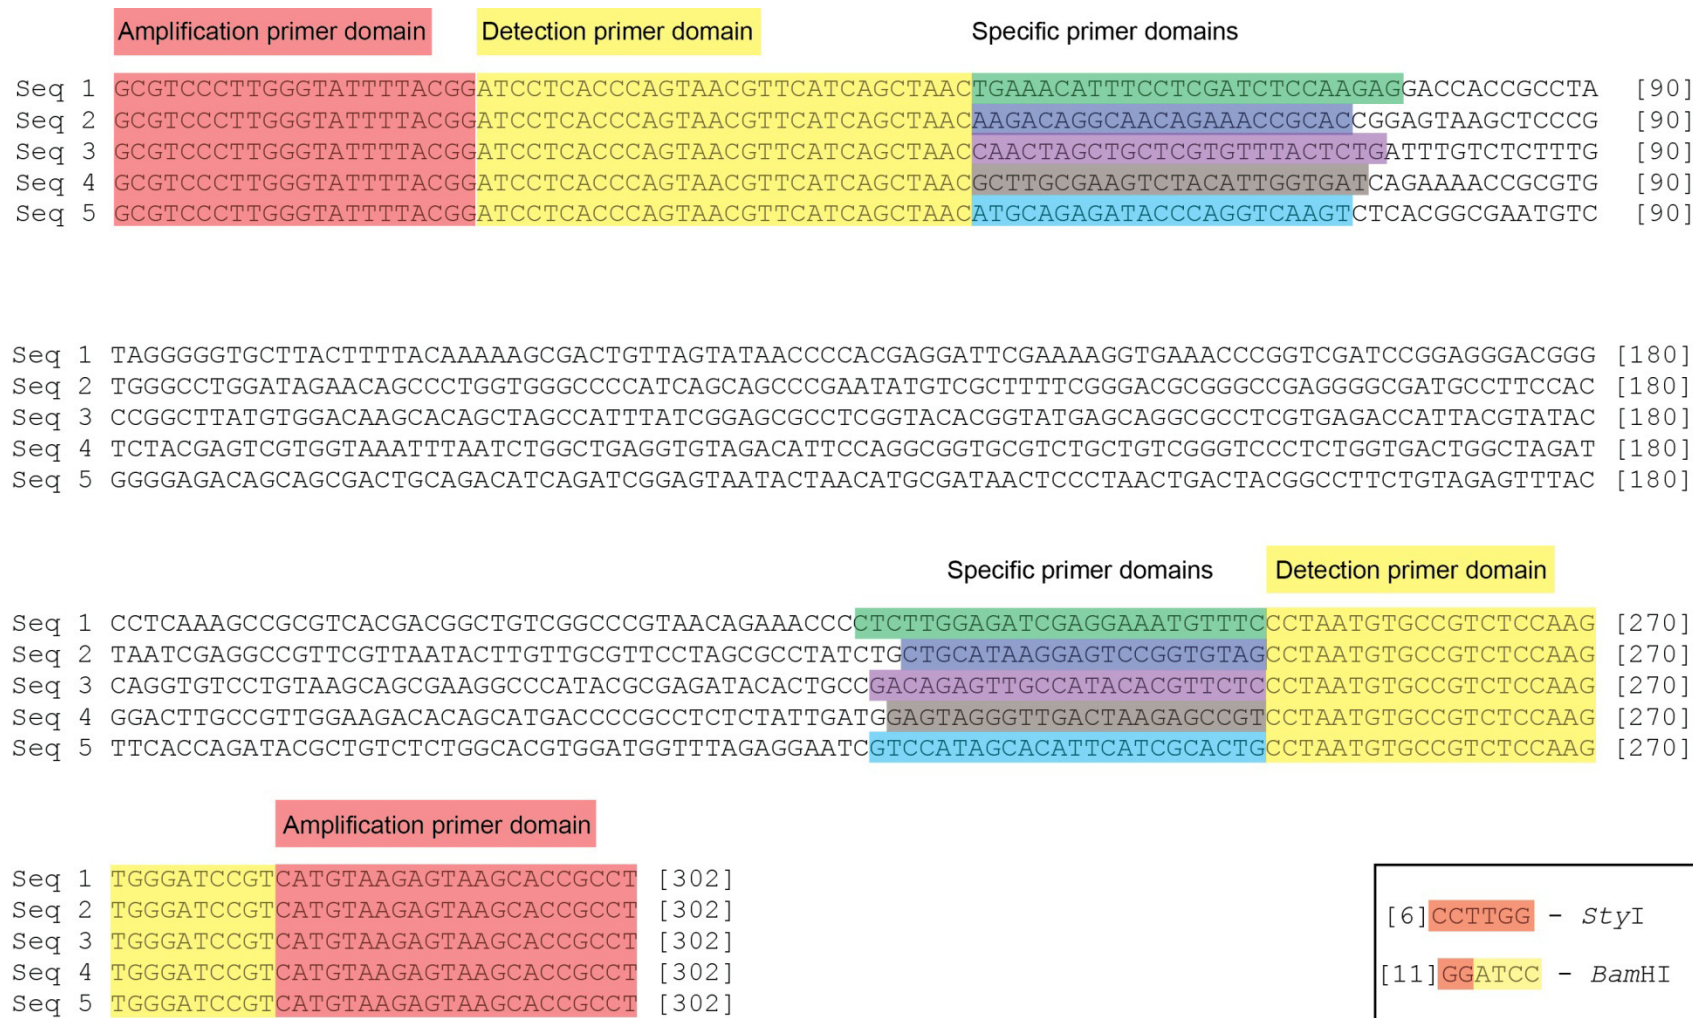 Amplification primer domain Detection primer domain Specific primer domains
Seq 1 GCGTCCCTTGGGTATTTTACGGATCCTCACCCAGTAACGTTCATCAGCTAACTGAAACATTTCCTCGATCTCCAAGAGGACCACCGCCTA [90]
Seq 2 GCGTCCCTTGGGTATTTTACGGATCCTCACCCAGTAACGTTCATCAGCTAACAAGACAGGCAACAGAAACCGCACCGGAGTAAGCTCCCG [90]
Seq 3 GCGTCCCTTGGGTATTTTACGGATCCTCACCCAGTAACGTTCATCAGCTAACCAACTAGCTGCTCGTGTTTACTCTTGATTTGTCTCTTTG [90]
Seq 4 GCGTCCCTTGGGTATTTTACGGATCCTCACCCAGTAACGTTCATCAGCTAACGCTTGCGAAGTCTACATTGGTGATCAGAAAACCGCGTG [90]
Seq 5 GCGTCCCTTGGGTATTTTACGGATCCTCACCCAGTAACGTTCATCAGCTAACATGCAGAGATACCCAGGTCAAGTCTCACGGCGAATGTC [90]
Seq 1 TAGGGGGTGCTTACTTTTACAAAAAGCGACTGTTAGTATAACCCCACGAGGATTCGAAAAGGTGAAACCCGGTCGATCCGGAGGGACGGG [180]
Seq 2 TGGGCCTGGATAGAACAGCCCTGGTGGGCCCCATCAGCAGCCCGAATATGTCGCTTTTCGGGACGCGGGCCGAGGGGCGATGCCTTCCAC [180]
Seq 3 CCGGCTTATGTGGACAAGCACAGCTAGCCATTTATCGGAGCGCCTCGGTACACGGTATGAGCAGGCGCCTCGTGAGACCATTACGTATAC [180]
Seq 4 TCTACGAGTCGTGGTAAATTTAATCTGGCTGAGGTGTAGACATTCCAGGCGGTGCGTCTGCTGTCGGGTCCCTCTGGTGACTGGCTAGAT [180]
Seq 5 GGGGAGACAGCAGCGACTGCAGACATCAGATCGGAGTAATACTAACATGCGATAACTCCCTAACTGACTACGGCCTTCTGTAGAGTTTAC [180]
Specific primer domains Detection primer domain
Seq 1 CCTCAAAGCCGCGTCACGACGGCTGTCGGCCCGTAACAGAAACCCCTCTTGGAGATCGAGGAAATGTTTCCCTAATGTGCCGTCTCCAAG [270]
Seq 2 TAATCGAGGCCGTTCGTTAATACTTGTTGCGTTCCTAGCGCCTATCTGCTGCATAAGGAGTCCGGTGTAGCCTAATGTGCCGTCTCCAAG [270]
Seq 3 CAGGTGTCCTGTAAGCAGCGAAGGCCCATACGCGAGATACACTGCCGACAGAGTTGCCATACACGTTCTCCCTAATGTGCCGTCTCCAAG [270]
Seq 4 GGACTTGCCGTTGGAAGACACAGCATGACCCCGCCTCTCTATTGATGGAGTAGGGTTGACTAAGAGCCGTCCTAATGTGCCGTCTCCAAG [270]
Seq 5 TTCACCAGATACGCTGTCTCTGGCACGTGGATGGTTTAGAGGAATCGTCCATAGCACATTCATCGCACTGCCTAATGTGCCGTCTCCAAG [270]
Amplification primer domain
Seq 1 TGGGATCCGTCATGTAAGAGTAAGCACCGCCT [302]
Seq 2 TGGGATCCGTCATGTAAGAGTAAGCACCGCCT [302]
Seq 3 TGGGATCCGTCATGTAAGAGTAAGCACCGCCT [302]
Seq 4 TGGGATCCGTCATGTAAGAGTAAGCACCGCCT [302]
Seq 5 TGGGATCCGTCATGTAAGAGTAAGCACCGCCT [302]
[6]CCTTGG - StyI
[11]GGATCC - BamHI